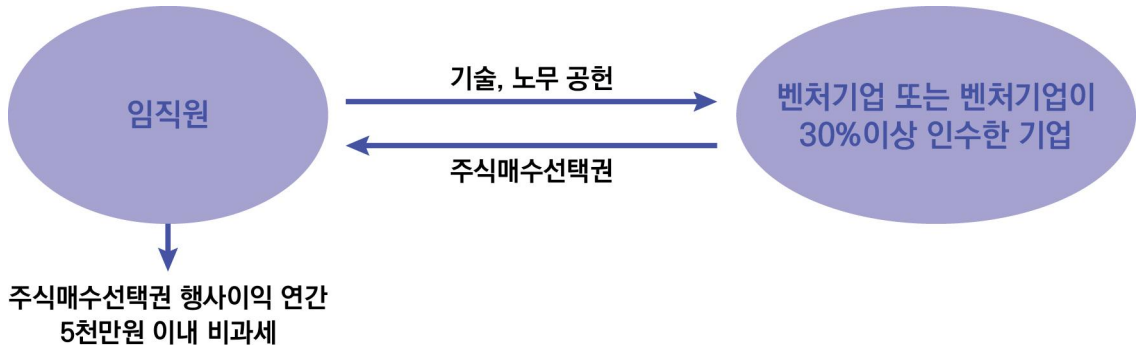 임직원
기술, 노무 공헌
주식매수선택권
벤처기업 또는 벤처기업이
30%이상 인수한 기업
주식매수선택권 행사이익 연간
5천만원 이내 비과세